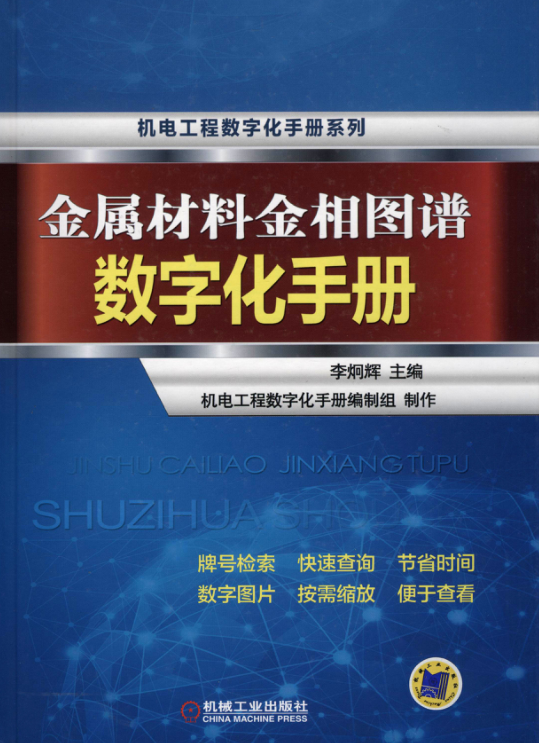 机电工程数字化手册系列
金属材料金相图谱
数字化手册
李炯辉 主编
机电工程数字化手册编制组 制作
JINSHU CAILIAO JINXIANG TUPU
SHUZIHUA
牌号检索 快速查询 节省时间
数字图片 按需缩放 便于查看
机械工业出版社
CHINA MACHINE PRESS